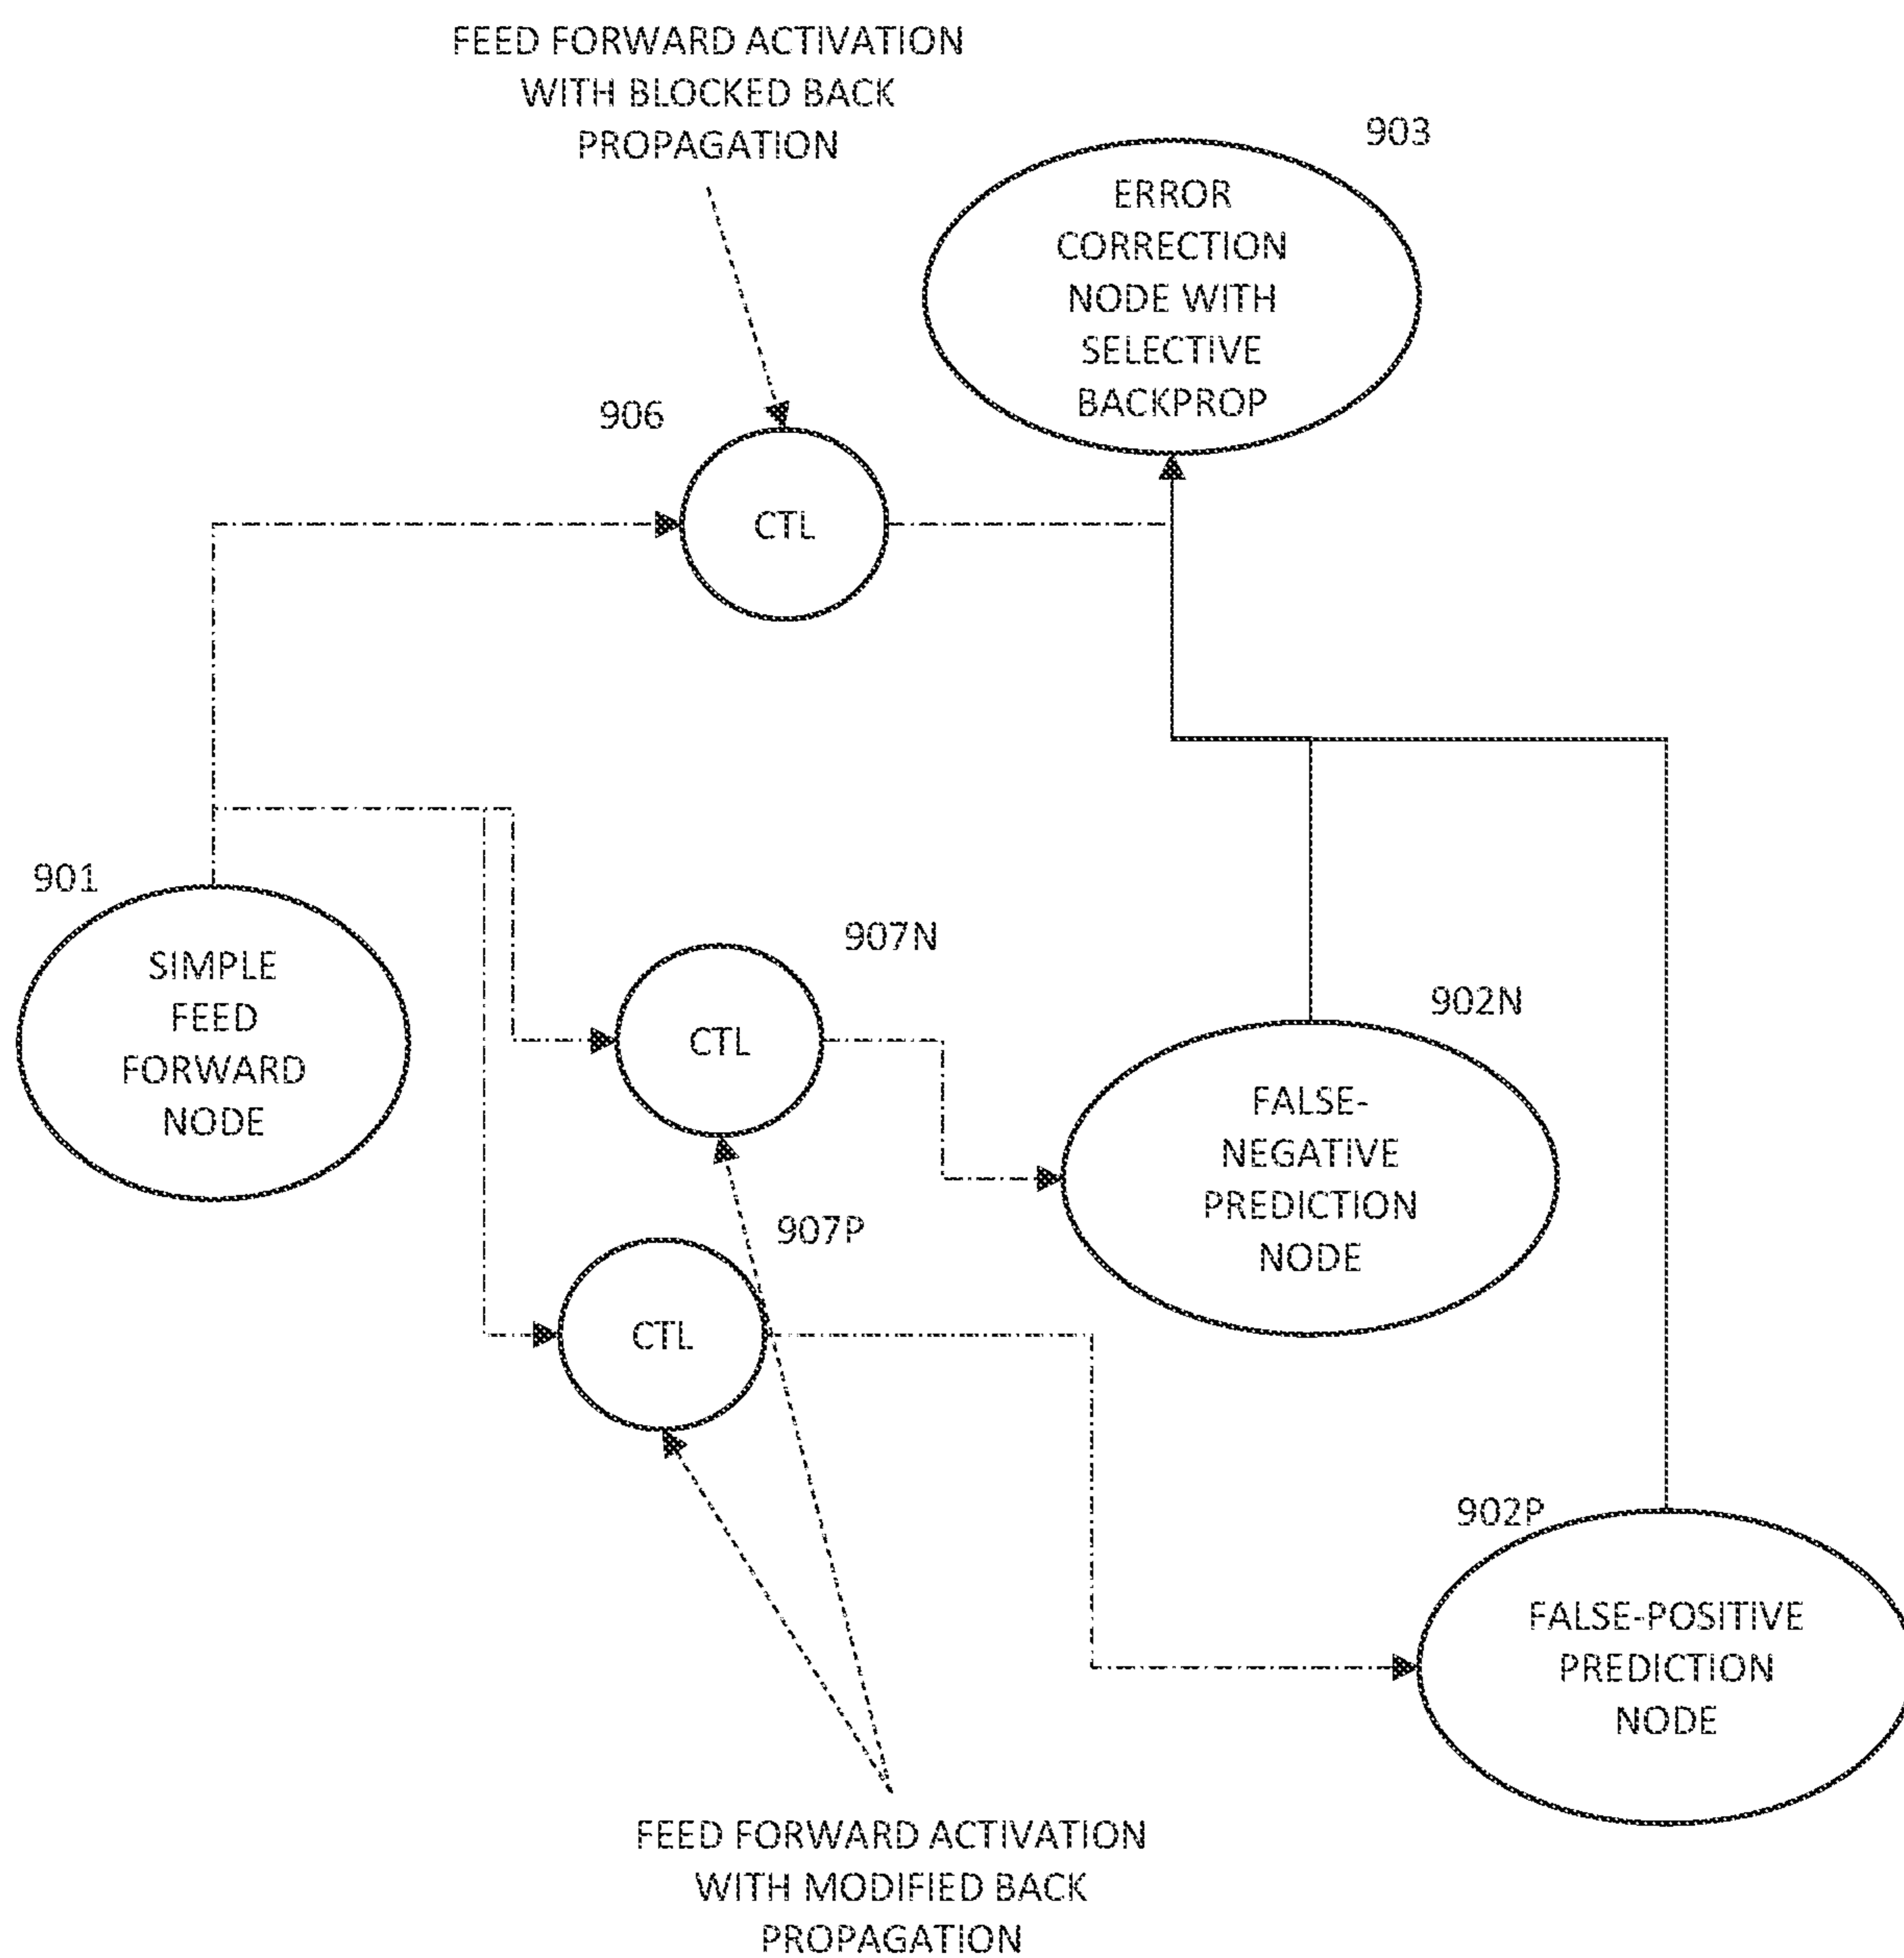 FEED FORWARD ACTIVATION
WITH BLOCKED BACK
PROPAGATION
903
ERROR
CORRECTION
NODE WITH
SELECTIVE
BACKPROP
906
CTL
901
SIMPLE
FEED
FORWARD
NODE
907N
CTL
902N
FALSE-
NEGATIVE
PREDICTION
NODE
907P
CTL
902P
FALSE-POSITIVE
PREDICTION
NODE
FEED FORWARD ACTIVATION
WITH MODIFIED BACK
PROPAGATION